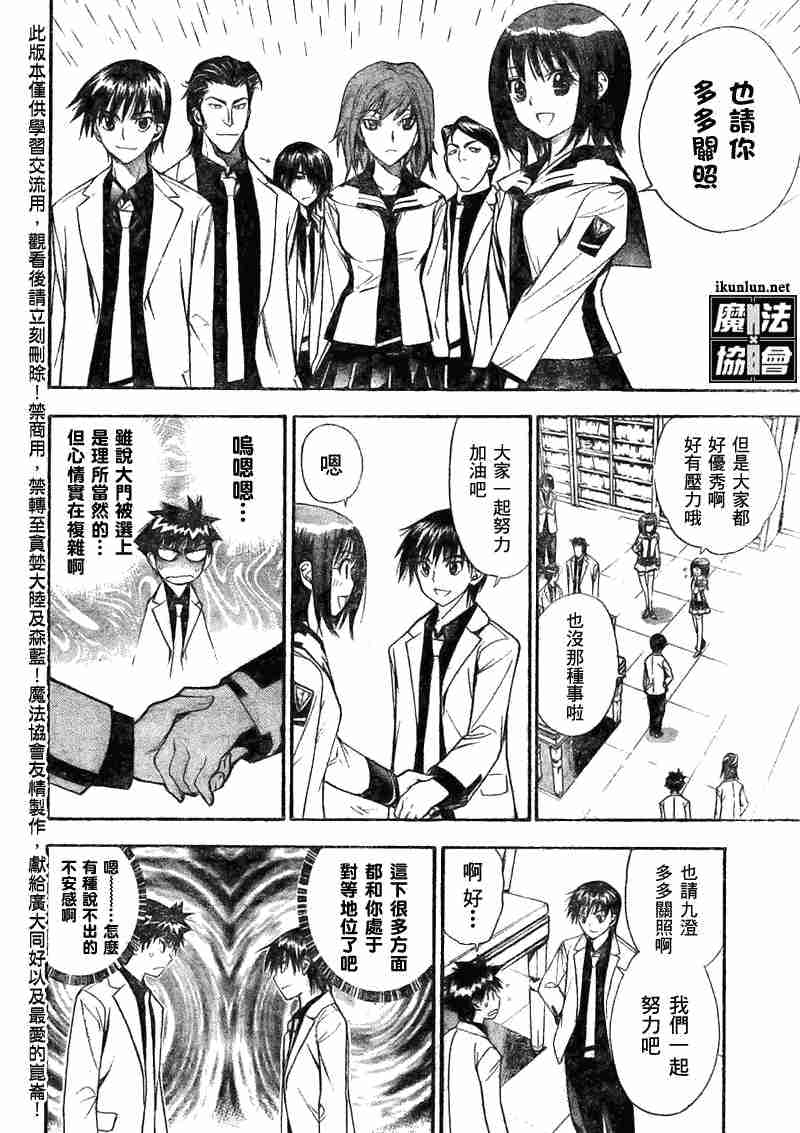 也請你
多多關照
ikunlun.net
魔法
協會
但是大家都
好優秀啊
好有壓力哦
也沒那種事啦
大家一起努力
加油吧
嗯
嗚嗯嗯…
雖說大門被選上
是理所當然的…
但心情實在複雜啊
也請九澄
多多關照啊
我們一起
努力吧
啊好…
這下很多方面
都和你處于
對等地位了吧
嗯………怎麼
有種說不出的
不安感啊
此版本僅供學習交流用，觀看後請立刻刪除！禁商用，禁轉至貪婪大陸及森藍！魔法協會友情製作，獻給廣大同好以及最愛的崑崙！